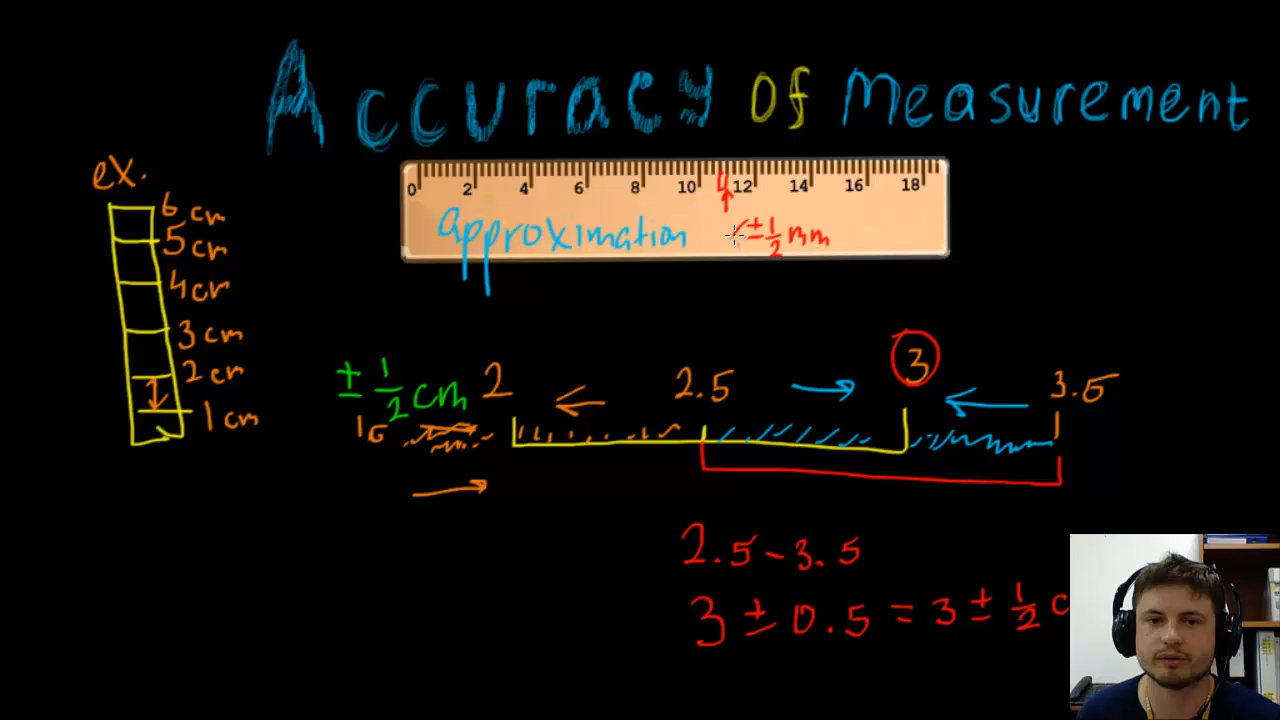 Accuracy of Measurement
ex.
6 cm
5 cm
4 cm
3 cm
2 cm
1 cm
0 2 4 6 8 10 12 14 16 18
approximation ± 1/2 mm
± 1/2 cm 2 2.5 3 3.5
2.5 - 3.5
3 ± 0.5 = 3 ± 1/2 c